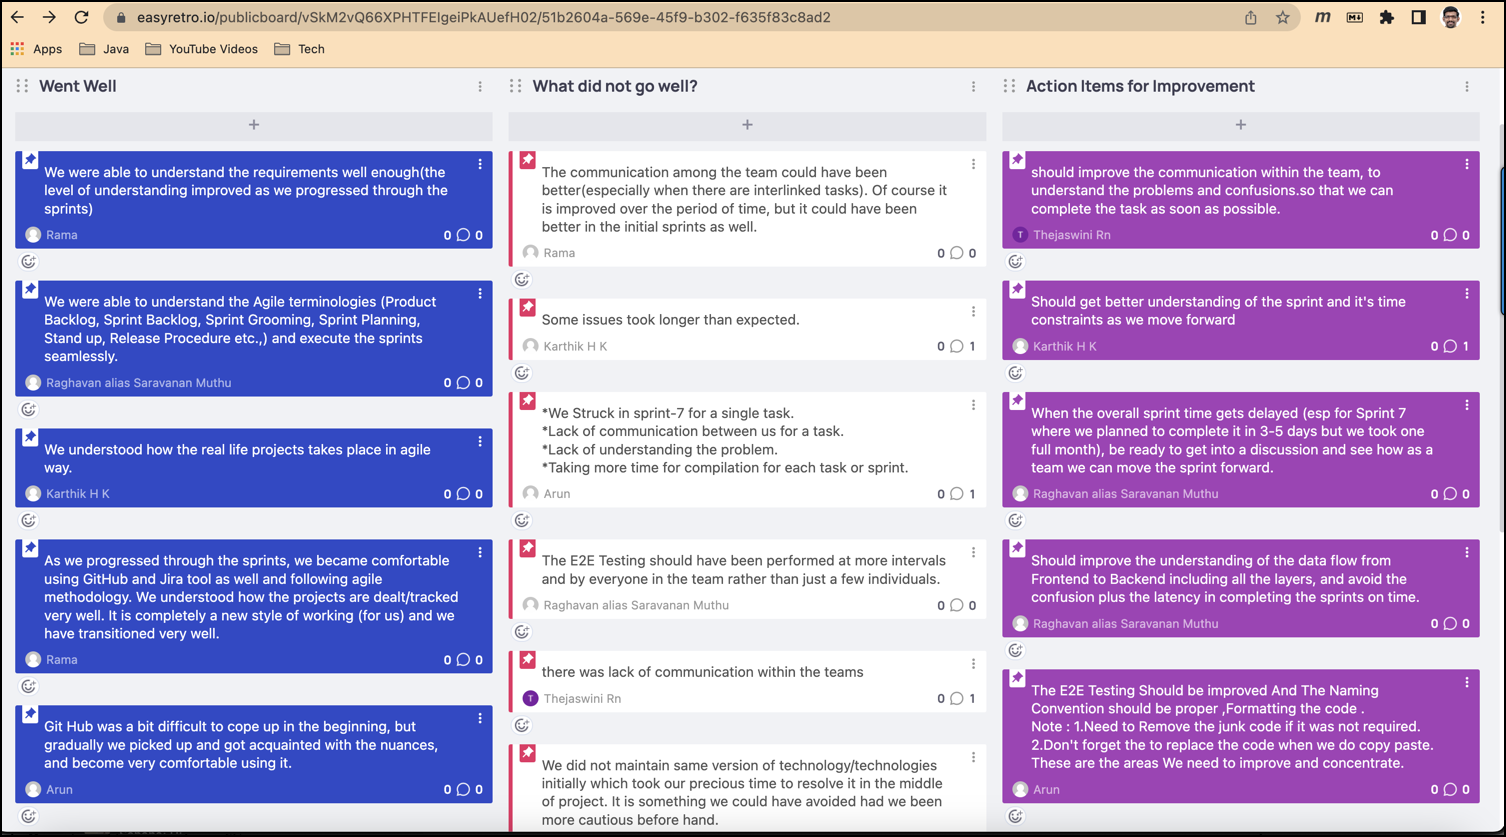 easyretro.io/publicboard/vSkM2vQ66XPHTFEIgeiPkAUefH02/51b2604a-569e-45f9-b302-f635f83c8ad2
m
Apps
Java
YouTube Videos
Tech
Went Well
+
We were able to understand the requirements well enough(the
level of understanding improved as we progressed through the
sprints)
Rama
0 0
We were able to understand the Agile terminologies (Product
Backlog, Sprint Backlog, Sprint Grooming, Sprint Planning,
Stand up, Release Procedure etc.,) and execute the sprints
seamlessly.
Raghavan alias Saravanan Muthu
0 0
We understood how the real life projects takes place in agile
way.
Karthik H K
0 0
As we progressed through the sprints, we became comfortable
using GitHub and Jira tool as well and following agile
methodology. We understood how the projects are dealt/tracked
very well. It is completely a new style of working (for us) and we
have transitioned very well.
Rama
0 0
Git Hub was a bit difficult to cope up in the beginning, but
gradually we picked up and got acquainted with the nuances,
and become very comfortable using it.
Arun
0 0
What did not go well?
+
The communication among the team could have been
better(especially when there are interlinked tasks). Of course it
is improved over the period of time, but it could have been
better in the initial sprints as well.
Rama
0 0
Some issues took longer than expected.
Karthik H K
0 1
*We Struck in sprint-7 for a single task.
*Lack of communication between us for a task.
*Lack of understanding the problem.
*Taking more time for compilation for each task or sprint.
Arun
0 1
The E2E Testing should have been performed at more intervals
and by everyone in the team rather than just a few individuals.
Raghavan alias Saravanan Muthu
0 0
there was lack of communication within the teams
T
Thejaswini Rn
0 1
We did not maintain same version of technology/technologies
initially which took our precious time to resolve it in the middle
of project. It is something we could have avoided had we been
more cautious before hand.
Action Items for Improvement
+
should improve the communication within the team, to
understand the problems and confusions.so that we can
complete the task as soon as possible.
T
Thejaswini Rn
0 0
Should get better understanding of the sprint and it's time
constraints as we move forward
Karthik H K
0 1
When the overall sprint time gets delayed (esp for Sprint 7
where we planned to complete it in 3-5 days but we took one
full month), be ready to get into a discussion and see how as a
team we can move the sprint forward.
Raghavan alias Saravanan Muthu
0 0
Should improve the understanding of the data flow from
Frontend to Backend including all the layers, and avoid the
confusion plus the latency in completing the sprints on time.
Raghavan alias Saravanan Muthu
0 0
The E2E Testing Should be improved And The Naming
Convention should be proper ,Formatting the code .
Note : 1.Need to Remove the junk code if it was not required.
2.Don't forget the to replace the code when we do copy paste.
These are the areas We need to improve and concentrate.
Arun
0 0